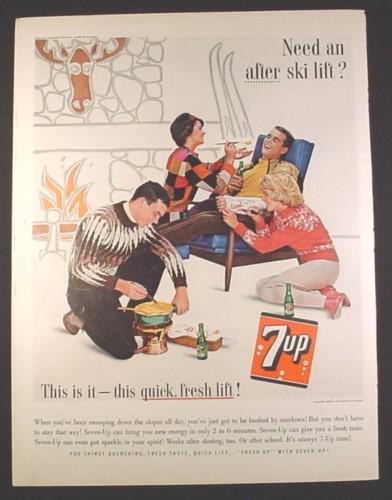 Need an
after ski lift?
7up
This is it—this quick, fresh lift!
When you've been swooping down the slopes all day, you've just got to be bushed by sundown! But you don't have
to stay that way! Seven-Up can bring you new energy in only 2 to 6 minutes. Seven-Up can give you a fresh taste.
Seven-Up can even put sparkle in your spirit! Works after skating, too. Or after school. It's always 7-Up time!
FOR THIRST QUENCHING, FRESH TASTE, QUICK LIFT... "FRESH UP" WITH SEVEN-UP!